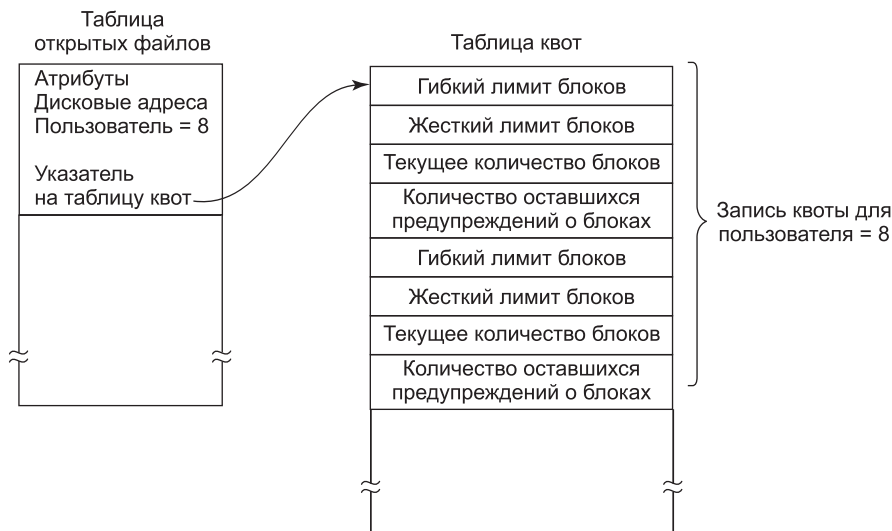 Таблица
открытых файлов
Атрибуты
Дисковые адреса
Пользователь = 8
Указатель
на таблицу квот
Таблица квот
Гибкий лимит блоков
Жесткий лимит блоков
Текущее количество блоков
Количество оставшихся
предупреждений о блоках
Гибкий лимит блоков
Жесткий лимит блоков
Текущее количество блоков
Количество оставшихся
предупреждений о блоках
Запись квоты для
пользователя = 8